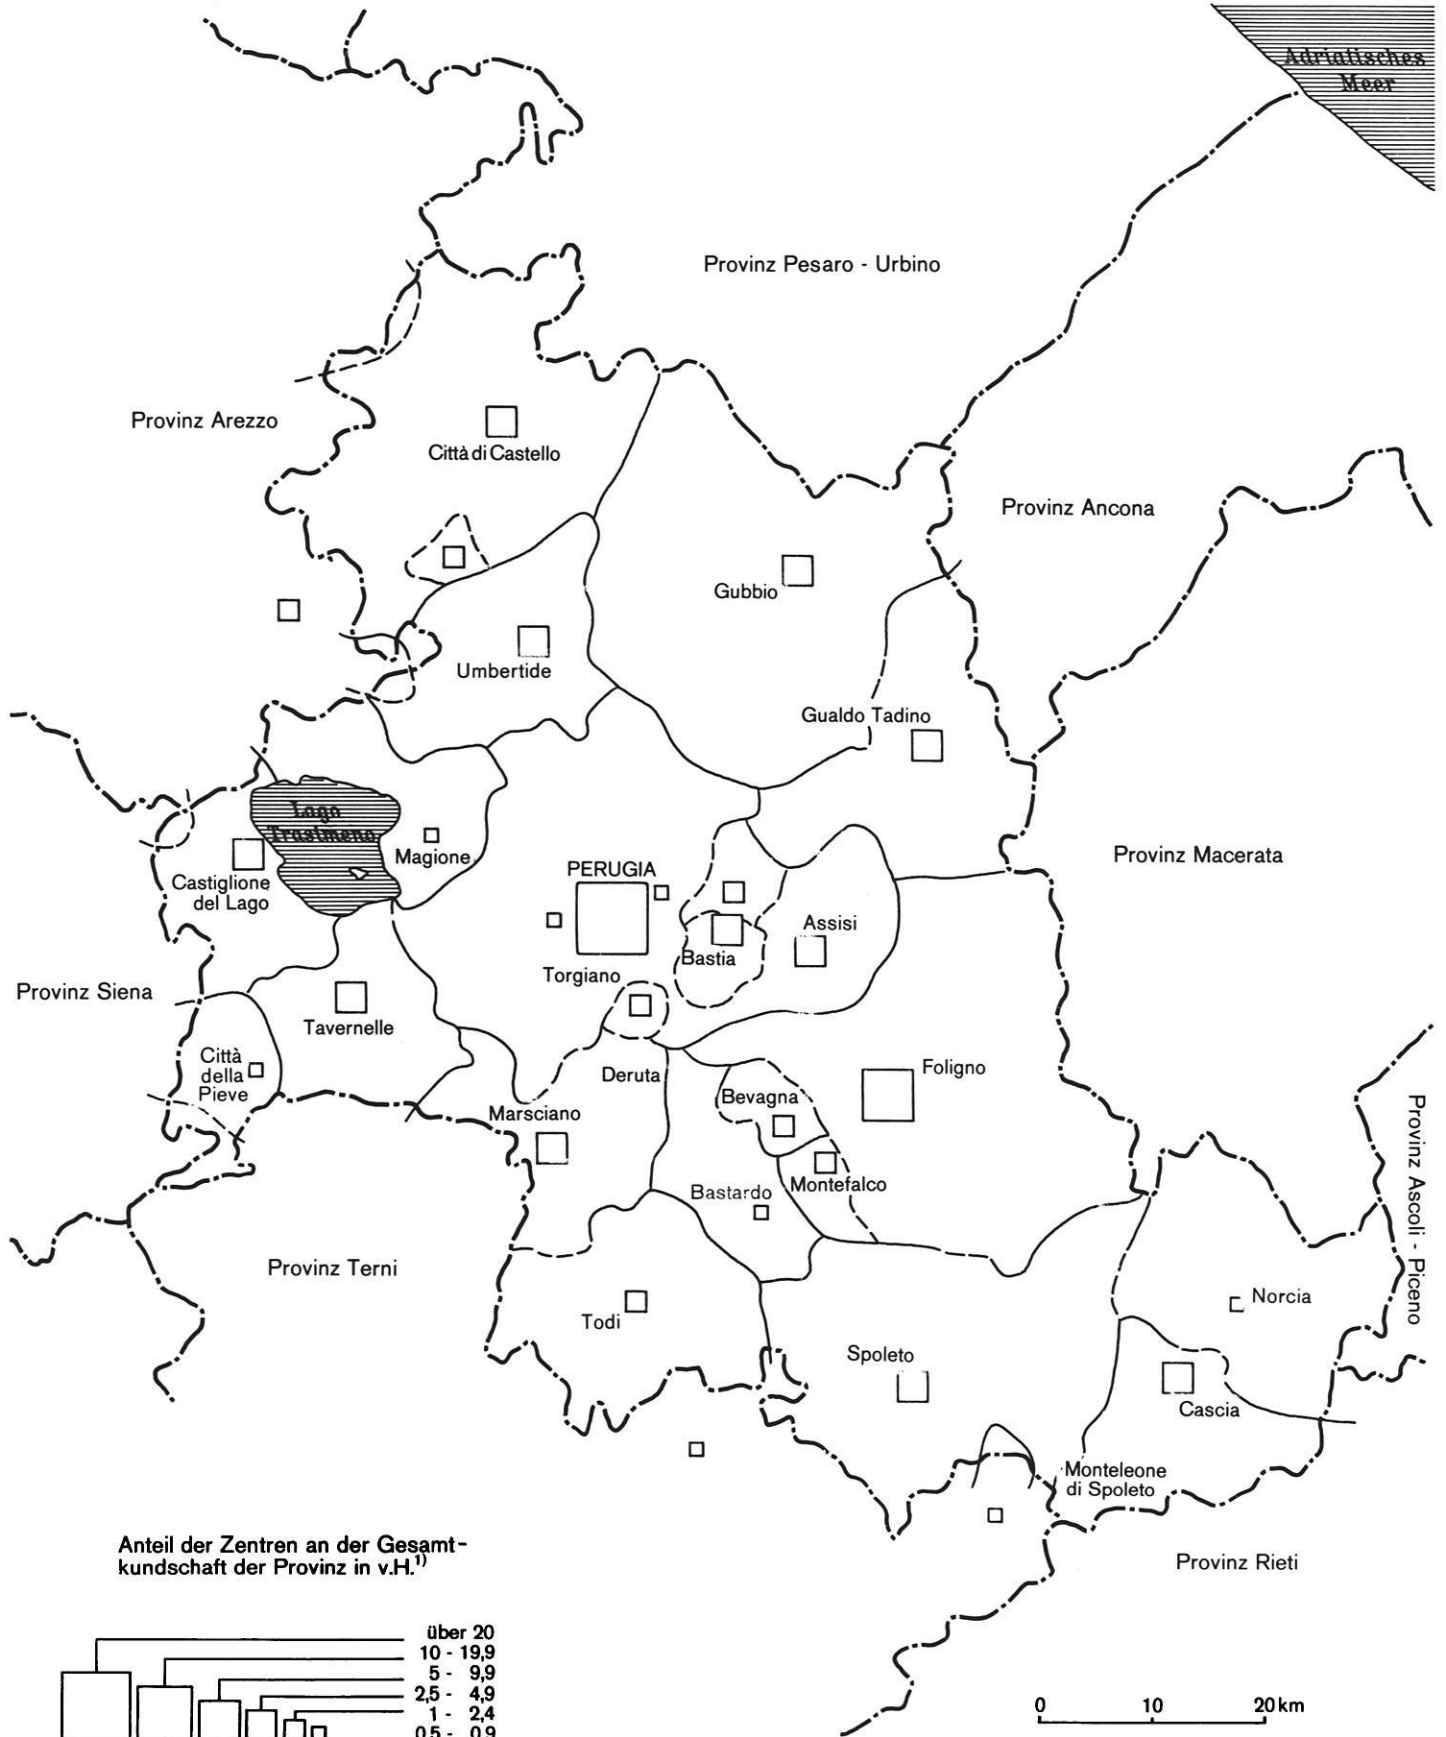 Adriatisches
Meer
Provinz Pesaro - Urbino
Provinz Arezzo
Città di Castello
Provinz Ancona
Gubbio
Umbertide
Gualdo Tadino
Lago
Trasimeno
Magione
Provinz Macerata
Castiglione
del Lago
PERUGIA
Assisi
Bastia
Torgiano
Provinz Siena
Tavernelle
Città
della
Pieve
Deruta
Foligno
Bevagna
Marsciano
Provinz Ascoli - Piceno
Montefalco
Bastardo
Provinz Terni
Norcia
Todi
Spoleto
Cascia
Monteleone
di Spoleto
Provinz Rieti
Anteil der Zentren an der Gesamt-
kundschaft der Provinz in v.H.¹⁾
über 20
10 - 19,9
5 - 9,9
2,5 - 4,9
1 - 2,4
0,5 - 0,9
0 10 20 km